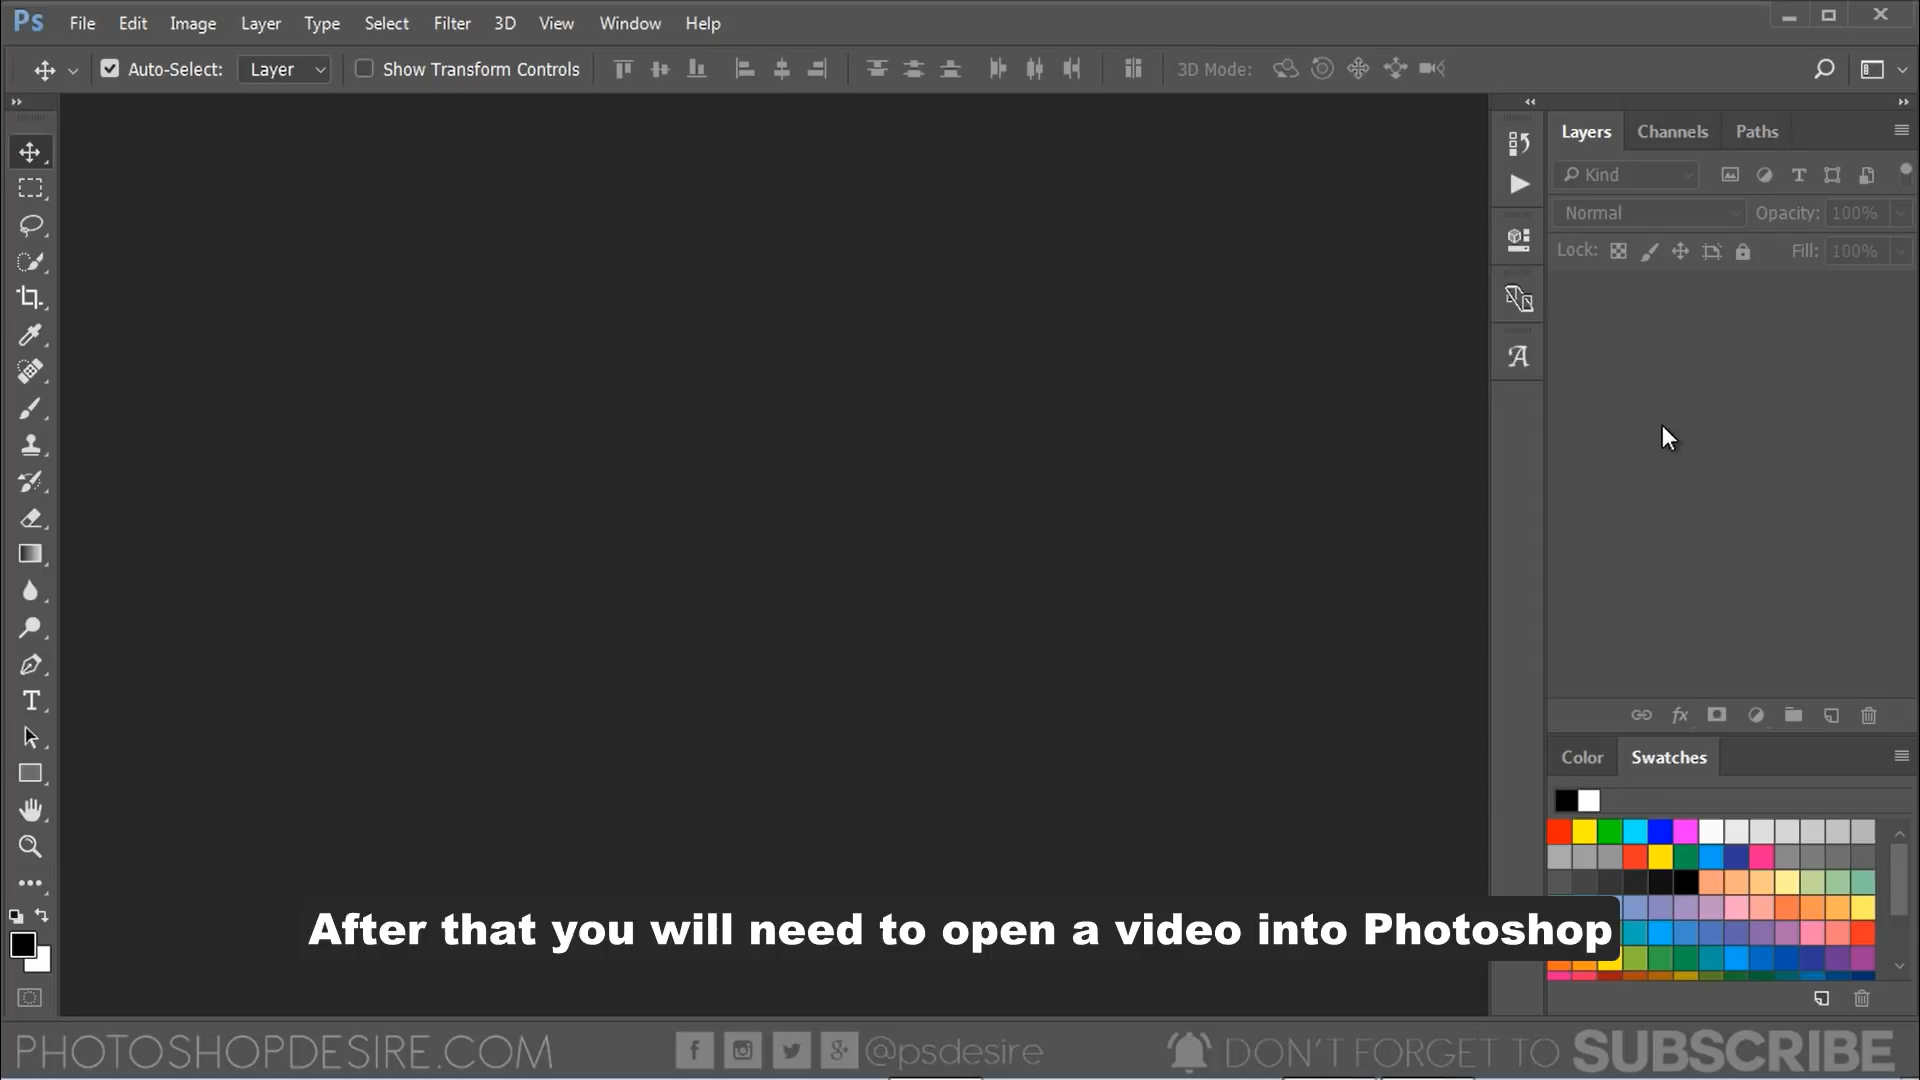 Ps File Edit Image Layer Type Select Filter 3D View Window Help
Auto-Select: Layer Show Transform Controls 3D Mode:
Layers Channels Paths
Kind
Normal Opacity: 100%
Lock: Fill: 100%
Color Swatches
After that you will need to open a video into Photoshop
PHOTOSHOPDESIRE.COM @psdesire DON'T FORGET TO SUBSCRIBE